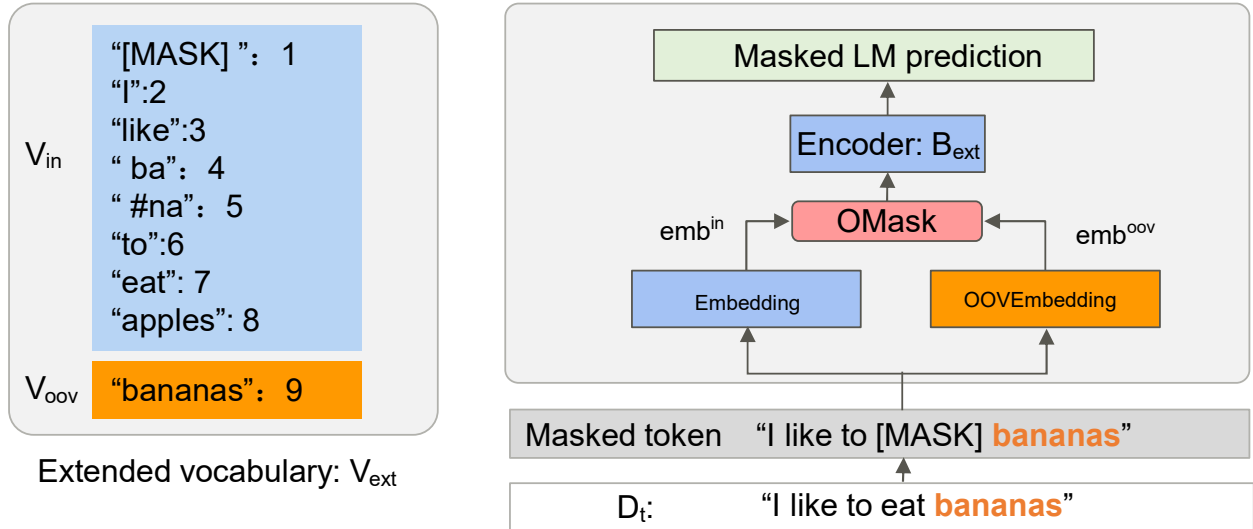 “[MASK] ”：1
“I”:2
“like”:3
“ ba”：4
“ #na”：5
“to”:6
“eat”: 7
“apples”: 8
V_in
“bananas”：9
V_oov
Extended vocabulary: V_ext
Masked LM prediction
Encoder: B_ext
OMask
emb^in
emb^oov
Embedding
OOVEmbedding
Masked token “I like to [MASK] bananas”
D_t: “I like to eat bananas”